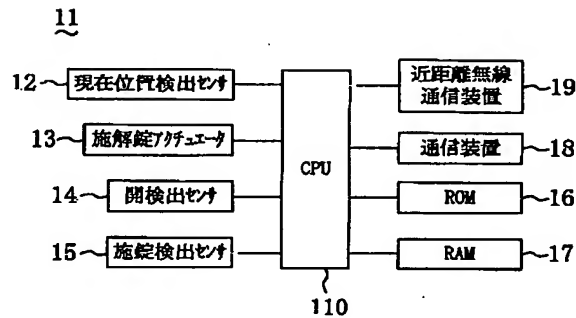 11
12 現在位置検出センサ
13 施解錠アクチュエータ
14 開検出センサ
15 施錠検出センサ
CPU
110
近距離無線
通信装置 19
通信装置 18
ROM 16
RAM 17